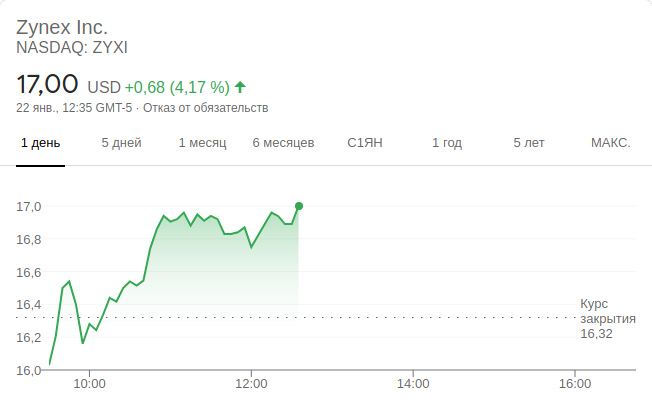 Zynex Inc.
NASDAQ: ZYXI
17,00 USD +0,68 (4,17 %)
22 янв., 12:35 GMT-5 · Отказ от обязательств
1 день 5 дней 1 месяц 6 месяцев С1ЯН 1 год 5 лет МАКС.
17,0
16,8
16,6
16,4
16,2
16,0
Курс
закрытия
16,32
10:00 12:00 14:00 16:00